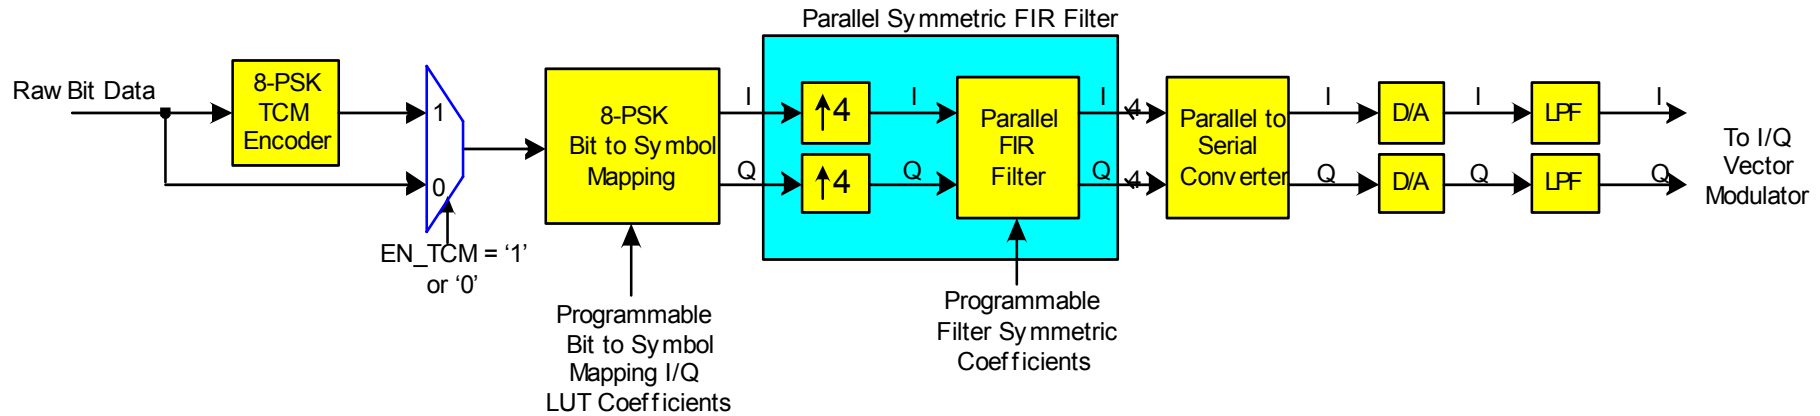 Parallel Symmetric FIR Filter
Raw Bit Data
8-PSK
TCM
Encoder
1
0
EN_TCM = ‘1’
or ‘0’
8-PSK
Bit to Symbol
Mapping
Programmable
Bit to Symbol
Mapping I/Q
LUT Coefficients
I
Q
↑4
↑4
I
Q
Parallel
FIR
Filter
Programmable
Filter Symmetric
Coefficients
I
4
Q
4
Parallel to
Serial
Converter
I
Q
D/A
D/A
I
Q
LPF
LPF
I
Q
To I/Q
Vector
Modulator